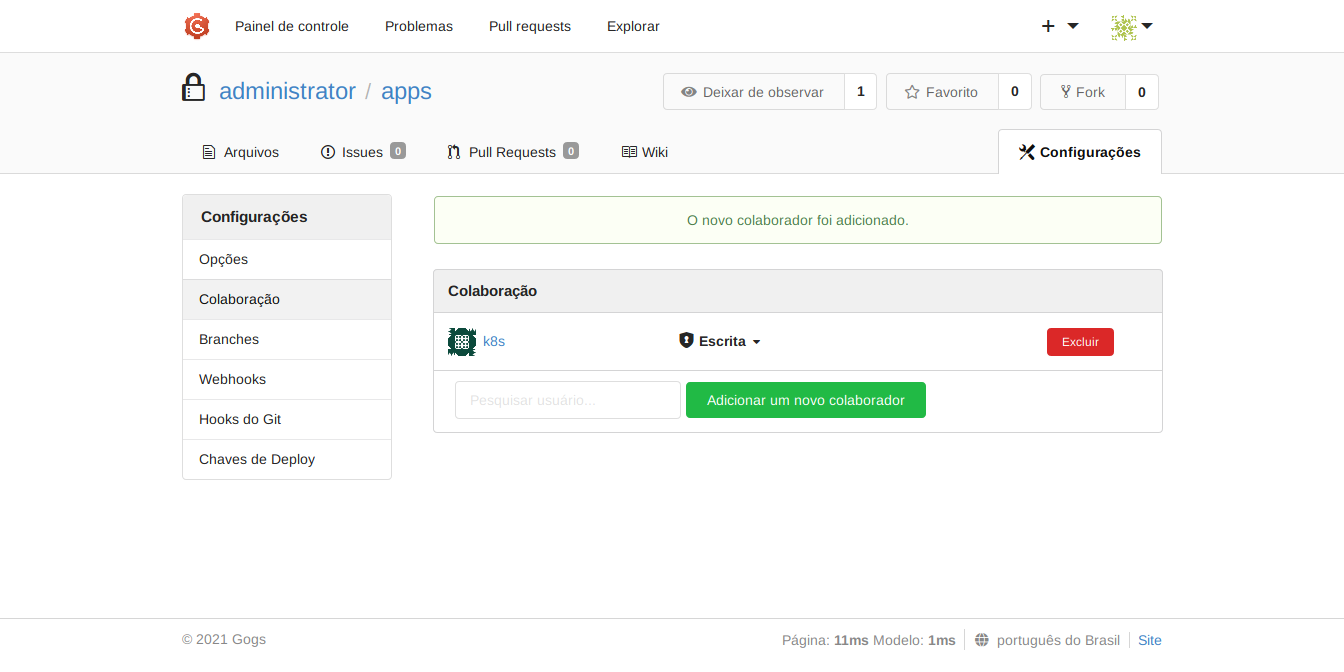 Painel de controle Problemas Pull requests Explorar
administrator / apps
Deixar de observar 1 Favorito 0 Fork 0
Arquivos Issues 0 Pull Requests 0 Wiki Configurações
Configurações
Opções
Colaboração
Branches
Webhooks
Hooks do Git
Chaves de Deploy
O novo colaborador foi adicionado.
Colaboração
k8s Escrita Excluir
Pesquisar usuário... Adicionar um novo colaborador
© 2021 Gogs Página: 11ms Modelo: 1ms português do Brasil Site